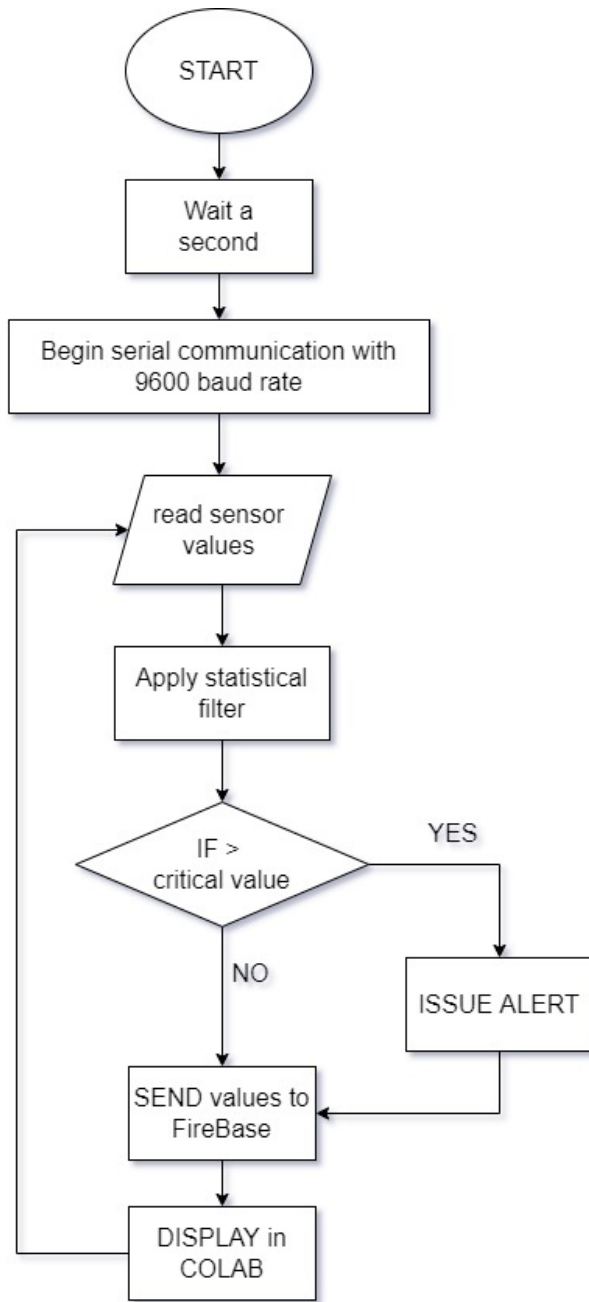 START
Wait a
second
Begin serial communication with
9600 baud rate
read sensor
values
Apply statistical
filter
IF >
critical value
YES
NO
ISSUE ALERT
SEND values to
FireBase
DISPLAY in
COLAB